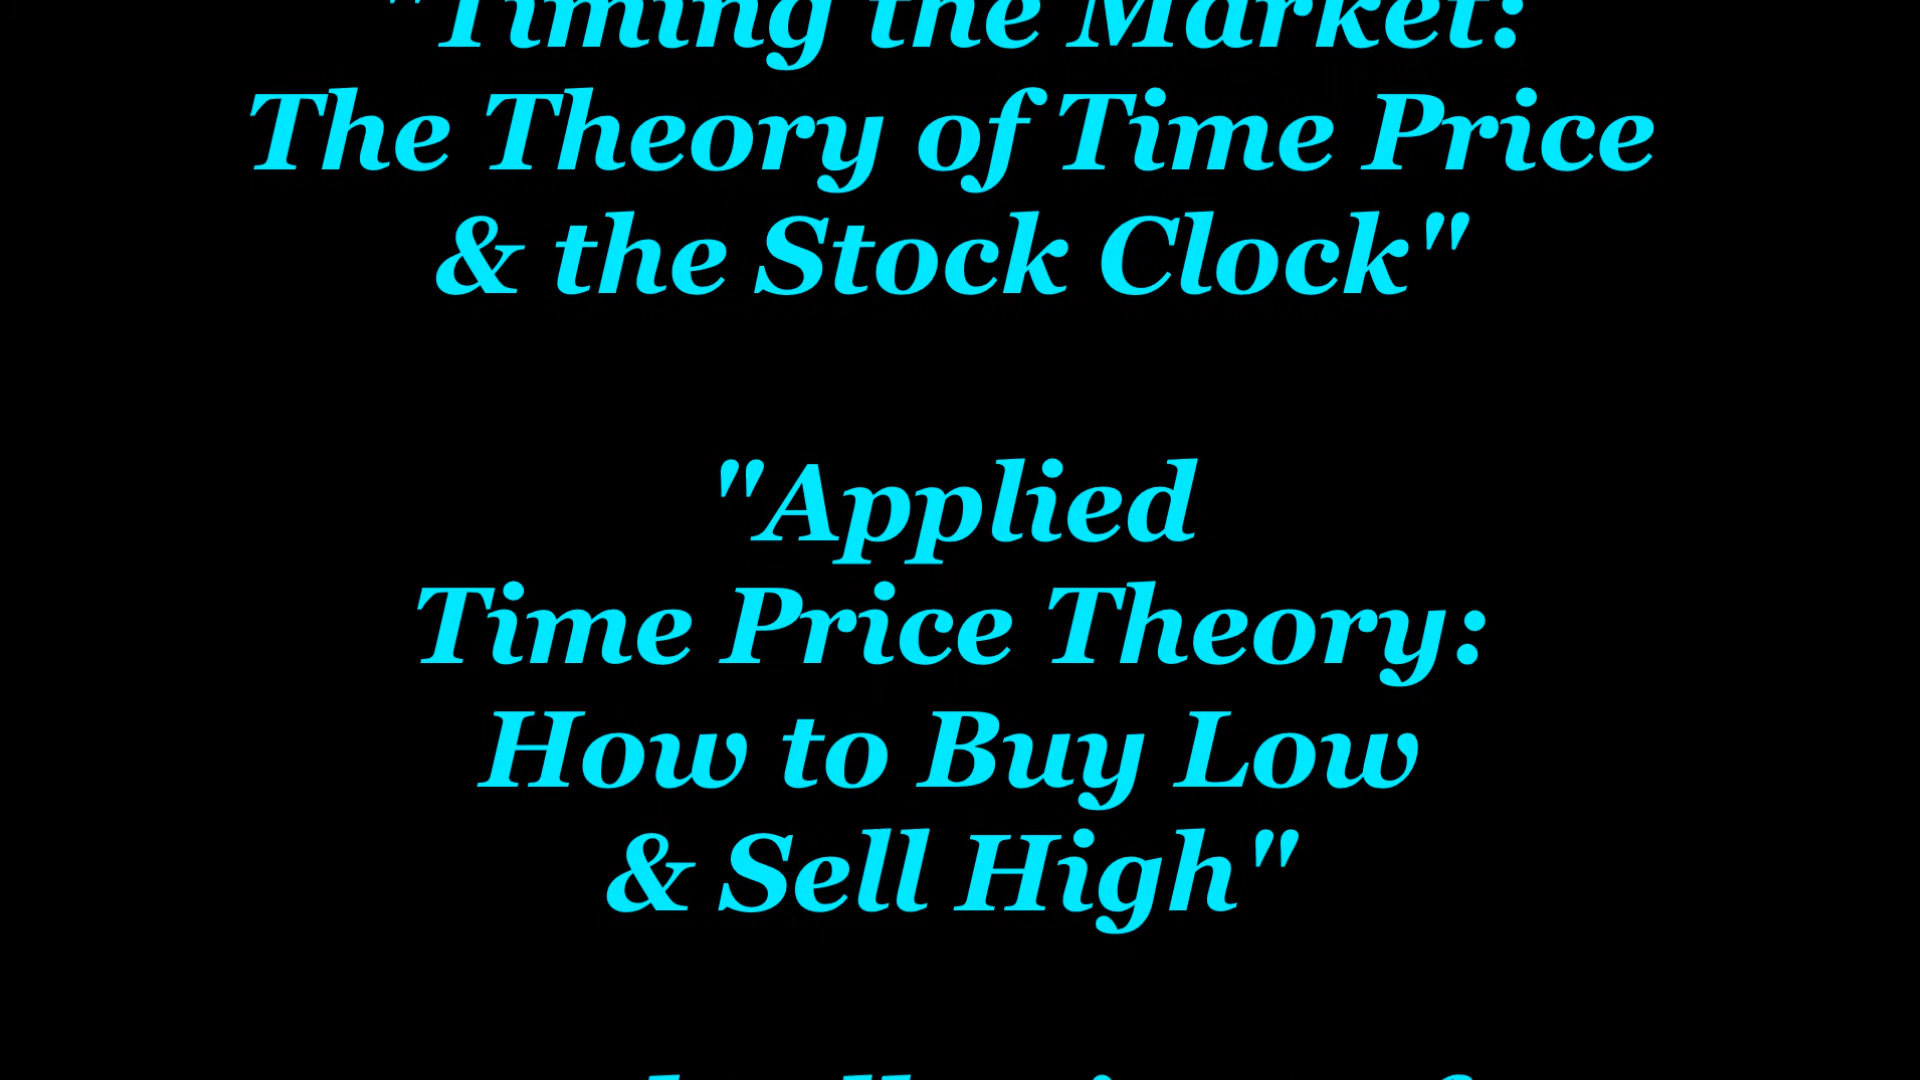 "Timing the Market:
The Theory of Time Price
& the Stock Clock"
"Applied
Time Price Theory:
How to Buy Low
& Sell High"